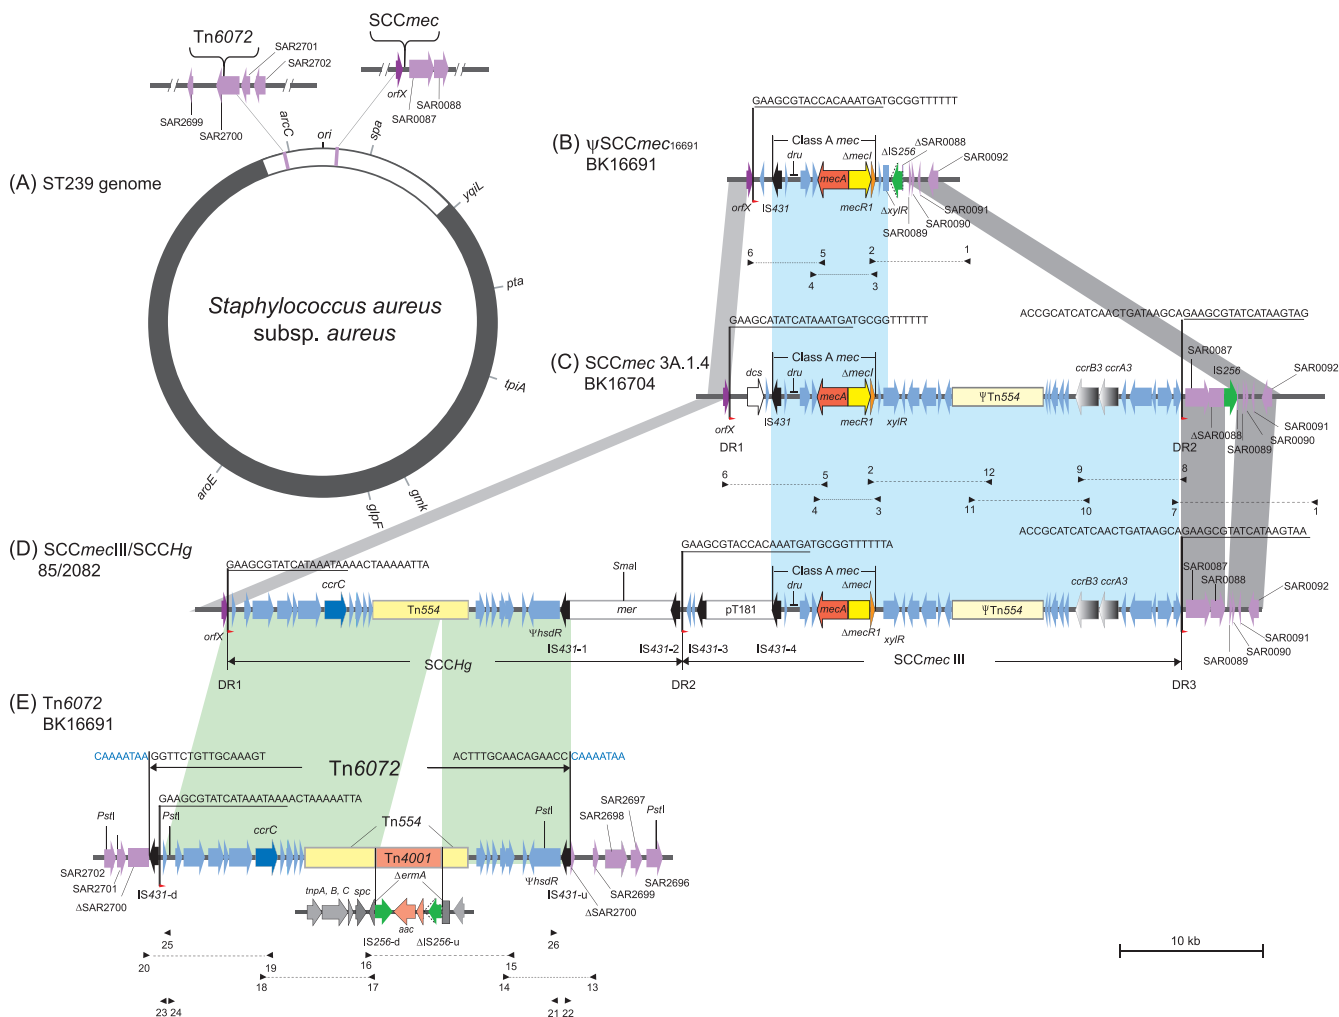 SCCmec
Tn6072
SAR2701
SAR2702
SAR2699
SAR2700
orfX
SAR0087
SAR0088
arcC
ori
spa
yqiL
(A) ST239 genome
Staphylococcus aureus
subsp. aureus
pta
tpiA
gmk
glpF
aroE
GAAGCGTACCACAAATGATGCGGTTTTTT
(B) ΨSCCmec16691
BK16691
Class A mec
dru
ΔmecI
ΔIS256
ΔSAR0088
SAR0092
mecA
orfX
IS431
mecR1
ΔxylR
SAR0089
SAR0090
SAR0091
6
5
2
1
4
3
GAAGCATATCATAAATGATGCGGTTTTTT
ACCGCATCATCAACTGATAAGCAGAAGCGTATCATAAGTAG
(C) SCCmec 3A.1.4
BK16704
Class A mec
dcs
dru
ΔmecI
ccrB3 ccrA3
SAR0087
IS256
SAR0092
mecA
ΨTn554
orfX
IS431
mecR1
xylR
DR1
DR2
ΔSAR0088
SAR0089
SAR0090
SAR0091
6
5
2
12
9
8
4
3
11
10
7
1
ACCGCATCATCAACTGATAAGCAGAAGCGTATCATAAGTAA
(D) SCCmecIII/SCCHg
85/2082
GAAGCGTATCATAAATAAAACTAAAAATTA
GAAGCGTACCACAAATGATGCGGTTTTTTA
Class A mec
ccrC
SmaI
dru
ΔmecI
ccrB3 ccrA3
SAR0087
SAR0088
SAR0092
Tn554
mer
pT181
mecA
ΨTn554
orfX
ΨhsdR
IS431-1
IS431-2
IS431-3
IS431-4
ΔmecR1
xylR
SAR0089
SAR0090
SAR0091
SCCHg
SCCmec III
DR1
DR2
DR3
(E) Tn6072
BK16691
CAAAATAAGGTTCTGTTGCAAAGT
Tn6072
ACTTTGCAACAGAACCCAAAATAA
GAAGCGTATCATAAATAAAACTAAAAATTA
PstI
PstI
ccrC
Tn554
PstI
SAR2698
SAR2697
PstI
Tn4001
SAR2702
SAR2701
ΔSAR2700
IS431-d
ΔermA
ΨhsdR
IS431-u
ΔSAR2700
SAR2699
SAR2696
tnpA, B, C
spc
aac
IS256-d
ΔIS256-u
25
26
20
19
16
15
18
17
14
13
23 24
21 22
10 kb